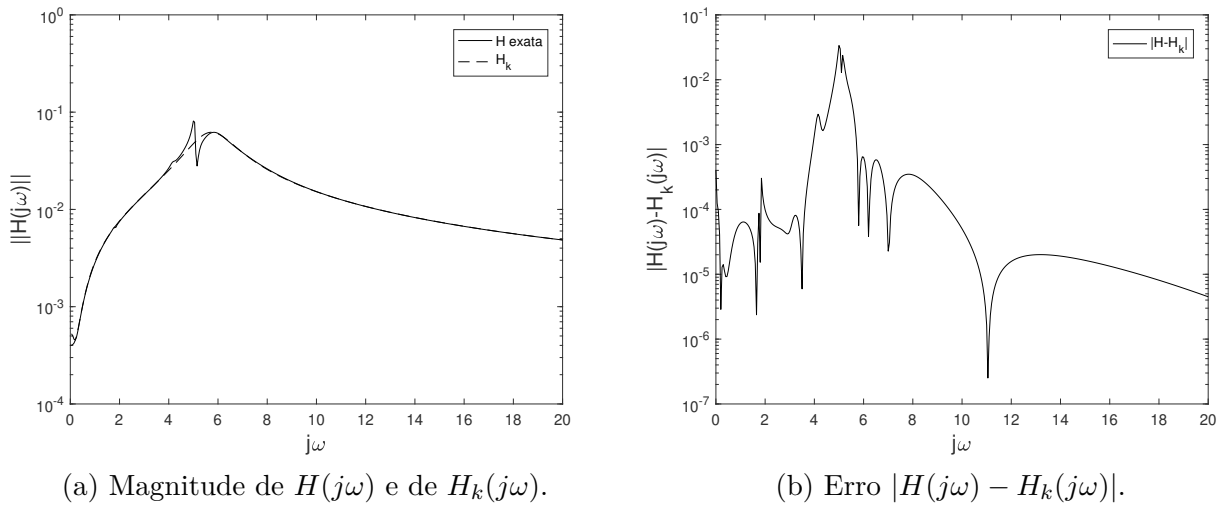 10^0
10^{-1}
10^{-2}
10^{-3}
10^{-4}
||H(jω)||
0 2 4 6 8 10 12 14 16 18 20
jω
H exata
H_k
(a) Magnitude de H(jω) e de H_k(jω).
10^{-1}
10^{-2}
10^{-3}
10^{-4}
10^{-5}
10^{-6}
10^{-7}
|H(jω)-H_k(jω)|
0 2 4 6 8 10 12 14 16 18 20
jω
|H-H_k|
(b) Erro |H(jω) − H_k(jω)|.